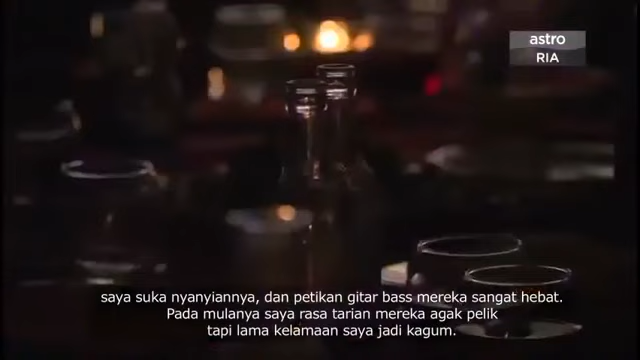 astro
RIA
saya suka nyanyiannya, dan petikan gitar bass mereka sangat hebat.
Pada mulanya saya rasa tarian mereka agak pelik
tapi lama kelamaan saya jadi kagum.